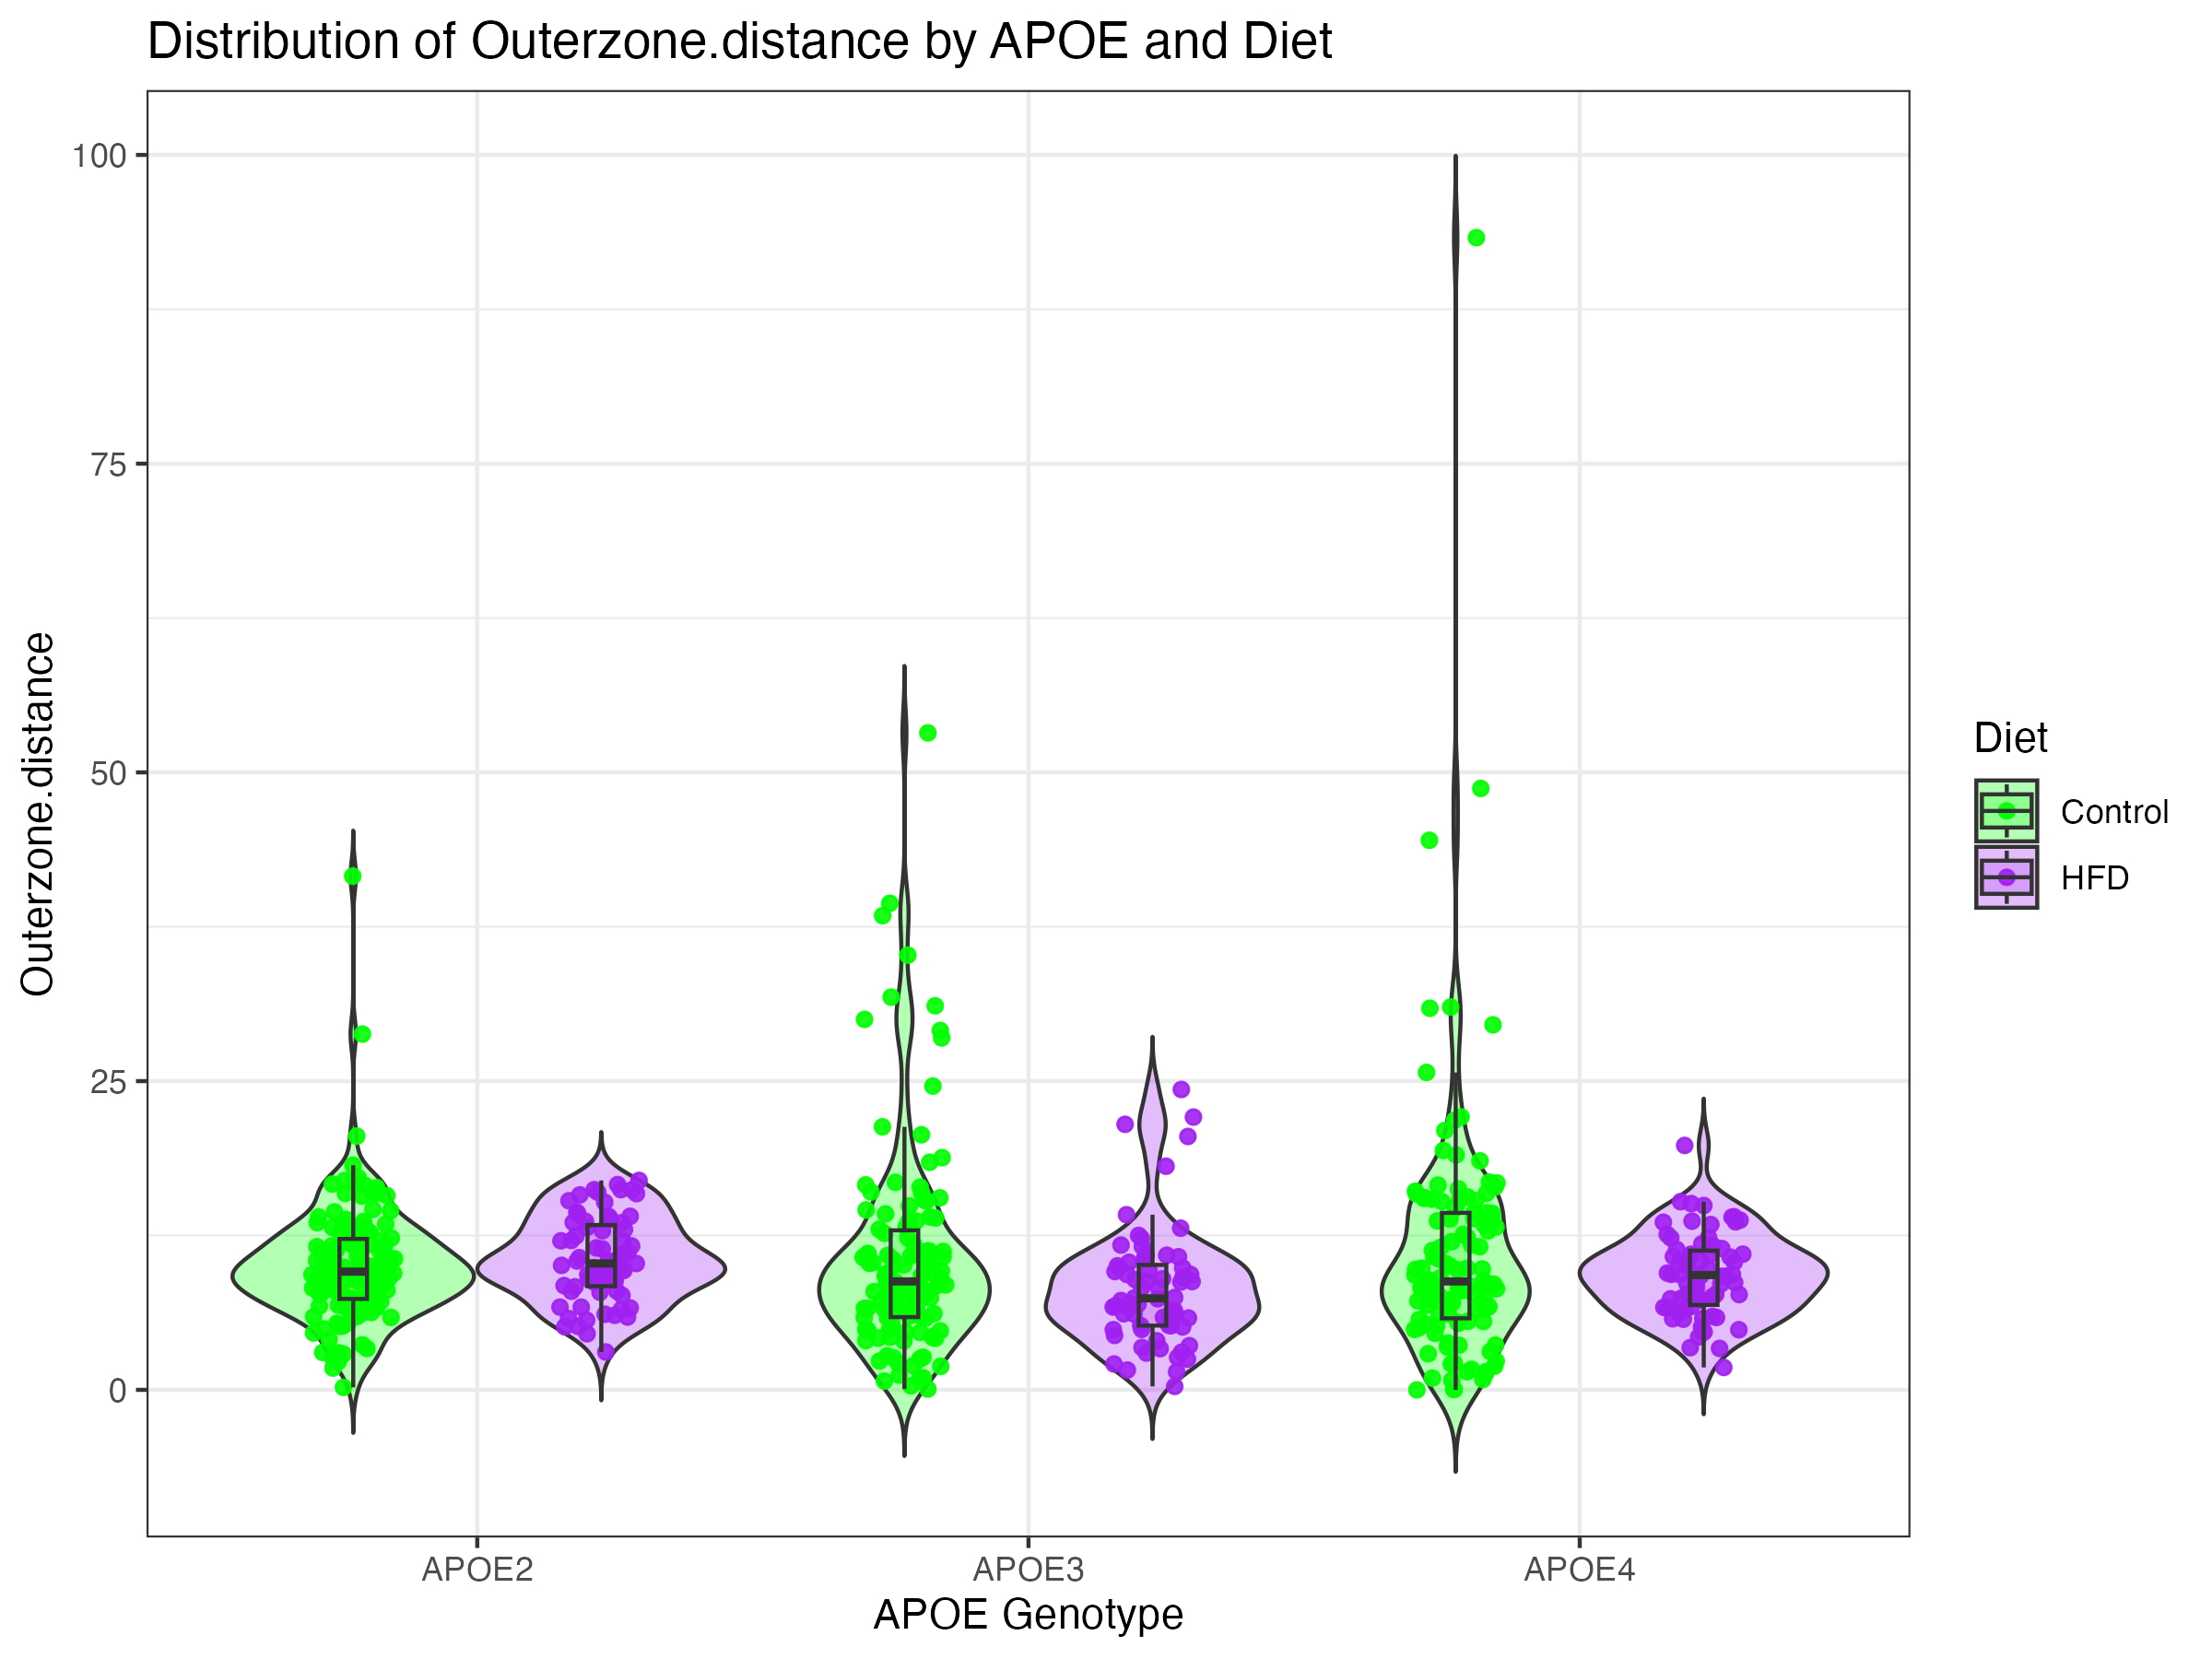 Distribution of Outerzone.distance by APOE and Diet
Outerzone.distance
100
75
50
25
0
APOE2
APOE3
APOE4
APOE Genotype
Diet
Control
HFD